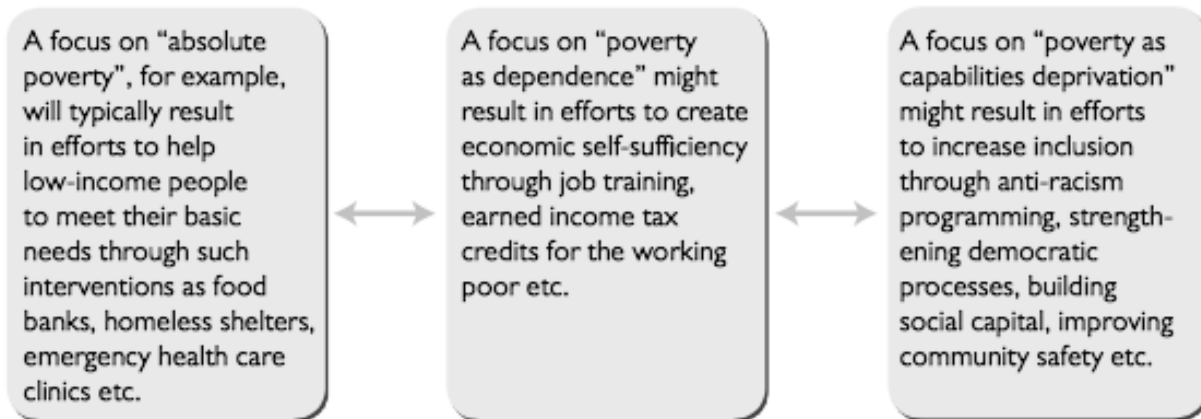 A focus on “absolute
poverty”, for example,
will typically result
in efforts to help
low-income people
to meet their basic
needs through such
interventions as food
banks, homeless shelters,
emergency health care
clinics etc.
A focus on “poverty
as dependence” might
result in efforts to create
economic self-sufficiency
through job training,
earned income tax
credits for the working
poor etc.
A focus on “poverty as
capabilities deprivation”
might result in efforts
to increase inclusion
through anti-racism
programming, strength-
ening democratic
processes, building
social capital, improving
community safety etc.